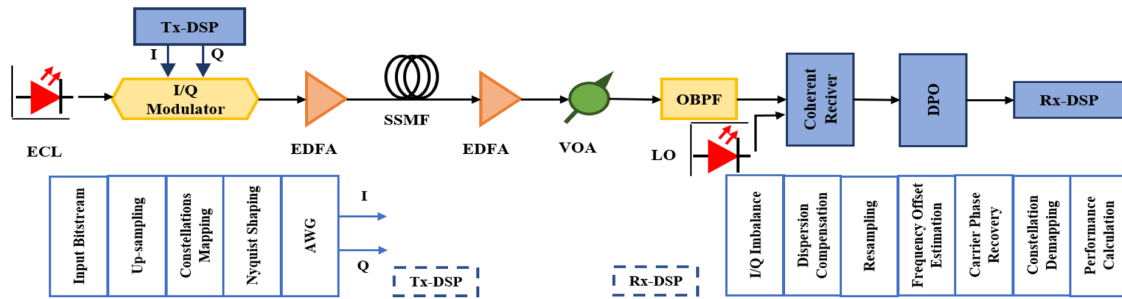 Tx-DSP
I
Q
I/Q
Modulator
ECL
EDFA
SSMF
EDFA
VOA
OBPF
LO
Coherent
Reciver
DPO
Rx-DSP
Input Bitstream
Up-sampling
Constellations
Mapping
Nyquist Shaping
AWG
I
Q
Tx-DSP
Rx-DSP
I/Q Imbalance
Dispersion
Compensation
Resampling
Frequency Offset
Estimation
Carrier Phase
Recovery
Constellation
Demapping
Performance
Calculation